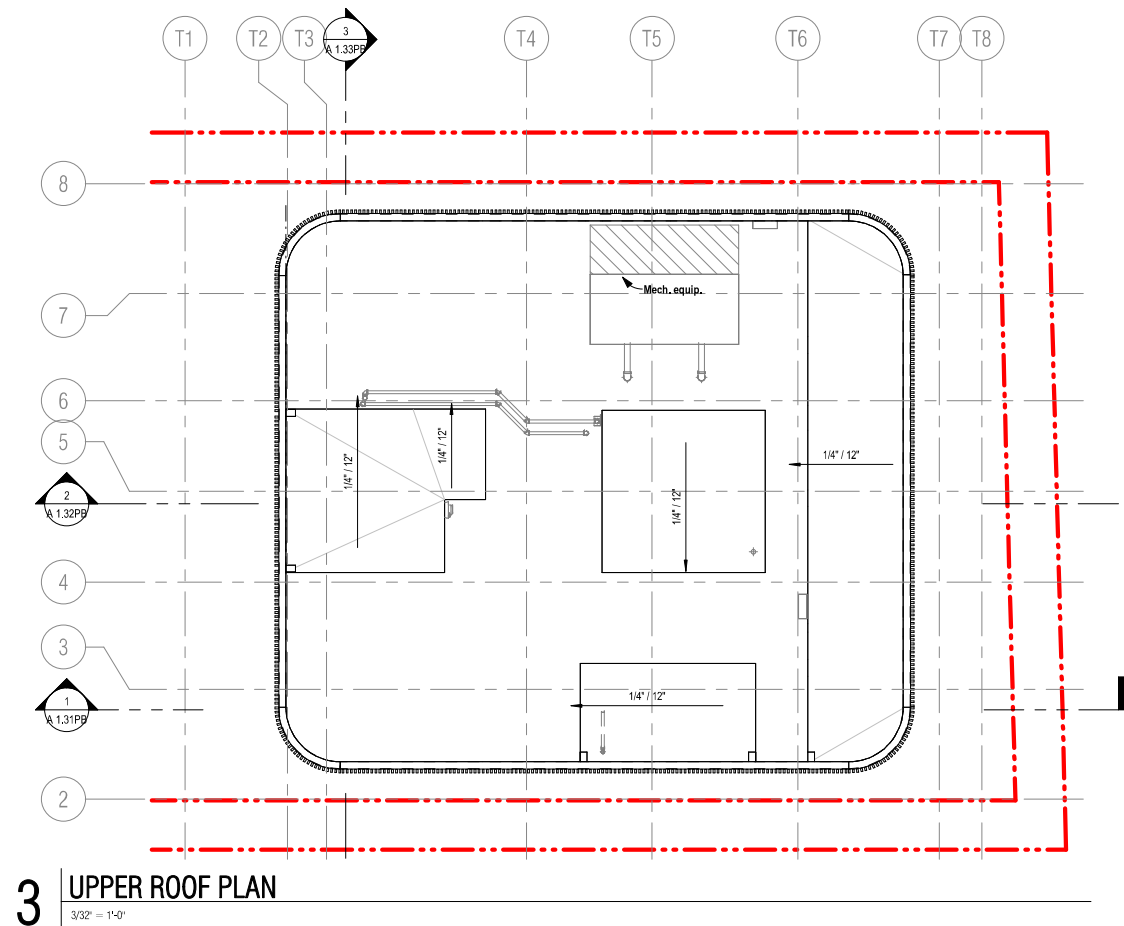 T1 T2 T3 3 T4 T5 T6 T7 T8
A 1.33PB
8
7
Mech. equip.
6
5
1/4" / 12"
1/4" / 12"
1/4" / 12"
1/4" / 12"
2
A 1.32PB
4
3
1/4" / 12"
1
A 1.31PB
2
3 UPPER ROOF PLAN
3/32" = 1'-0"